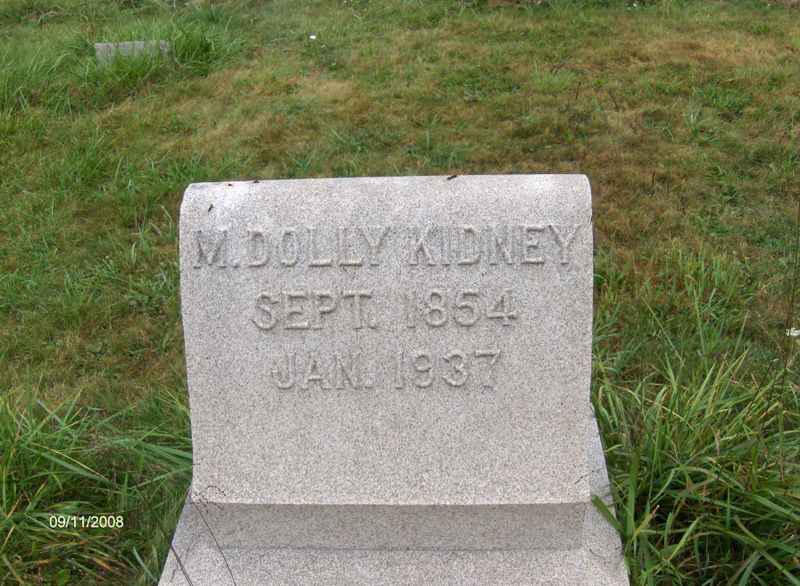 M. DOLLY KIDNEY
SEPT. 1854
JAN. 1937
09/11/2008